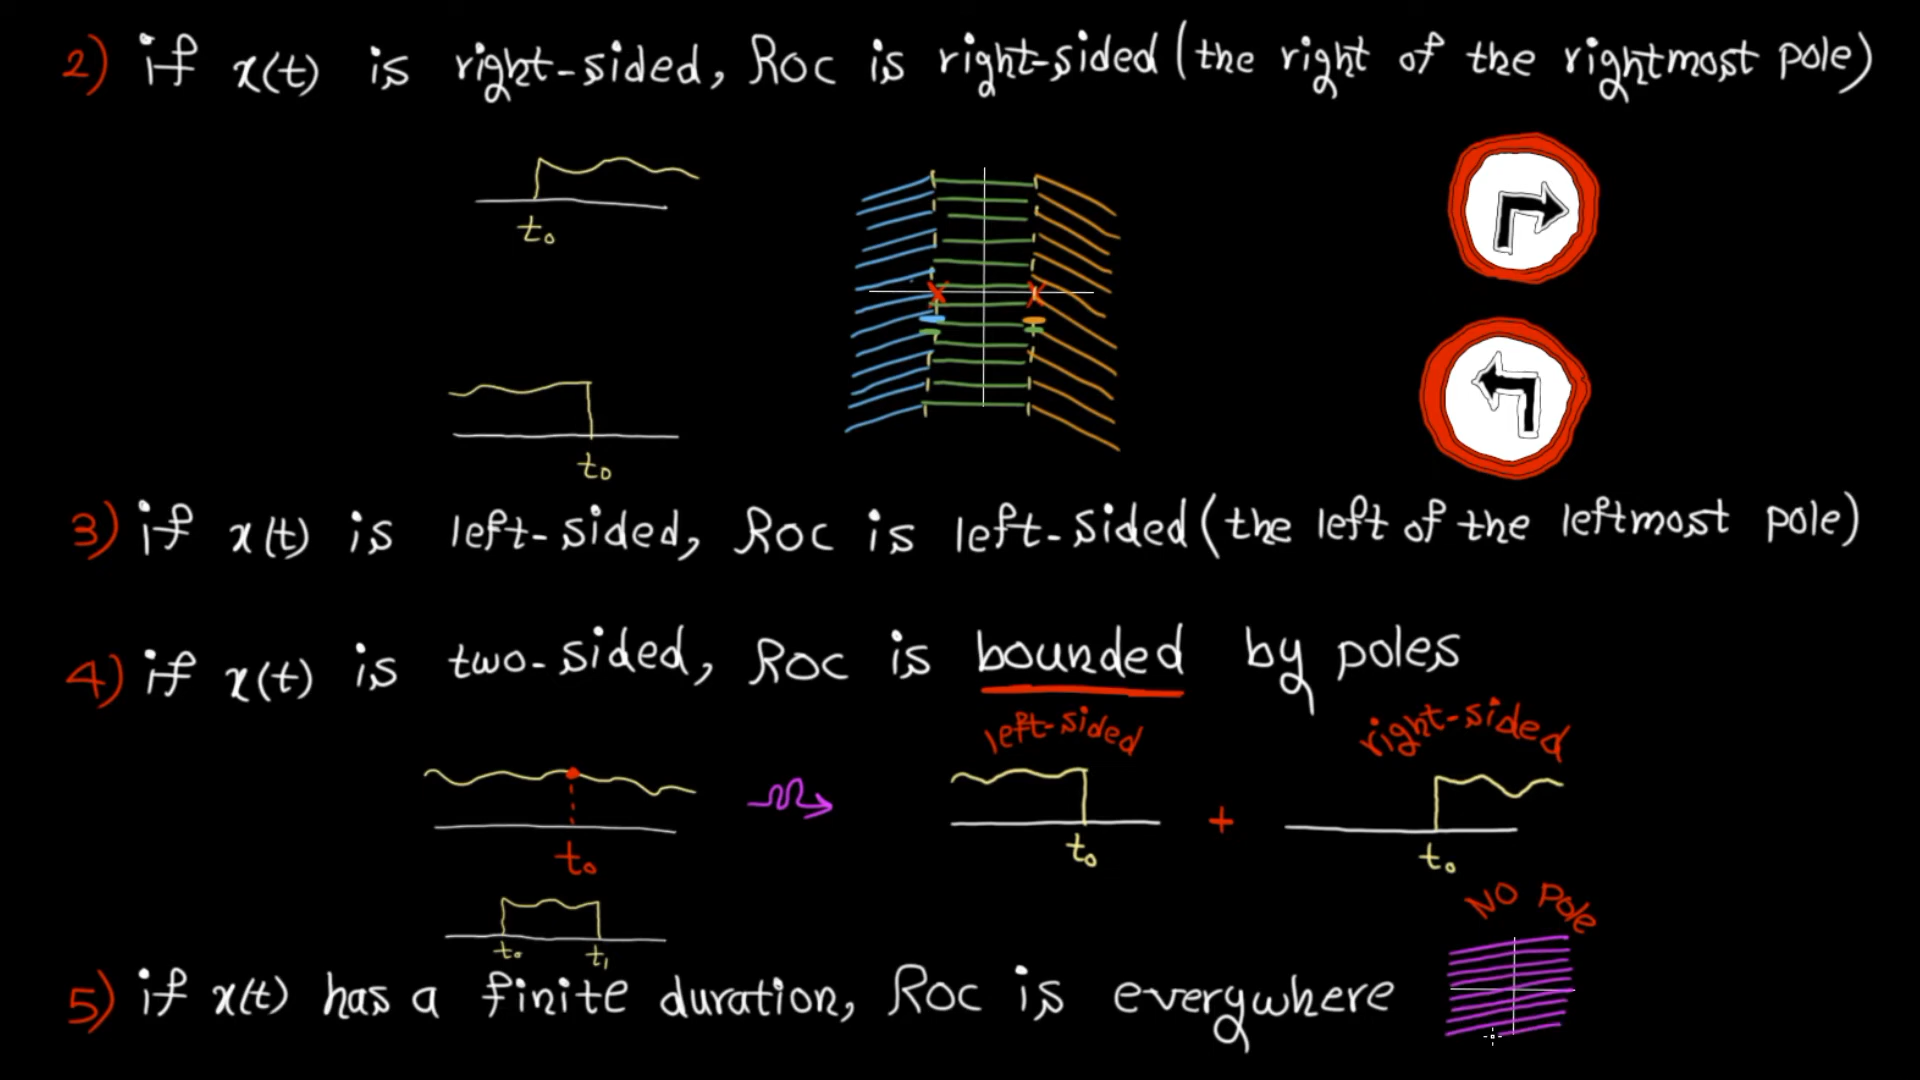 2) if x(t) is right-sided, ROC is right-sided (the right of the rightmost pole)
t₀
t₀
3) if x(t) is left-sided, ROC is left-sided (the left of the leftmost pole)
4) if x(t) is two-sided, ROC is bounded by poles
left-sided right-sided
t₀ + t₀ t₀
NO Pole
t₀ t₁
5) if x(t) has a finite duration, ROC is everywhere